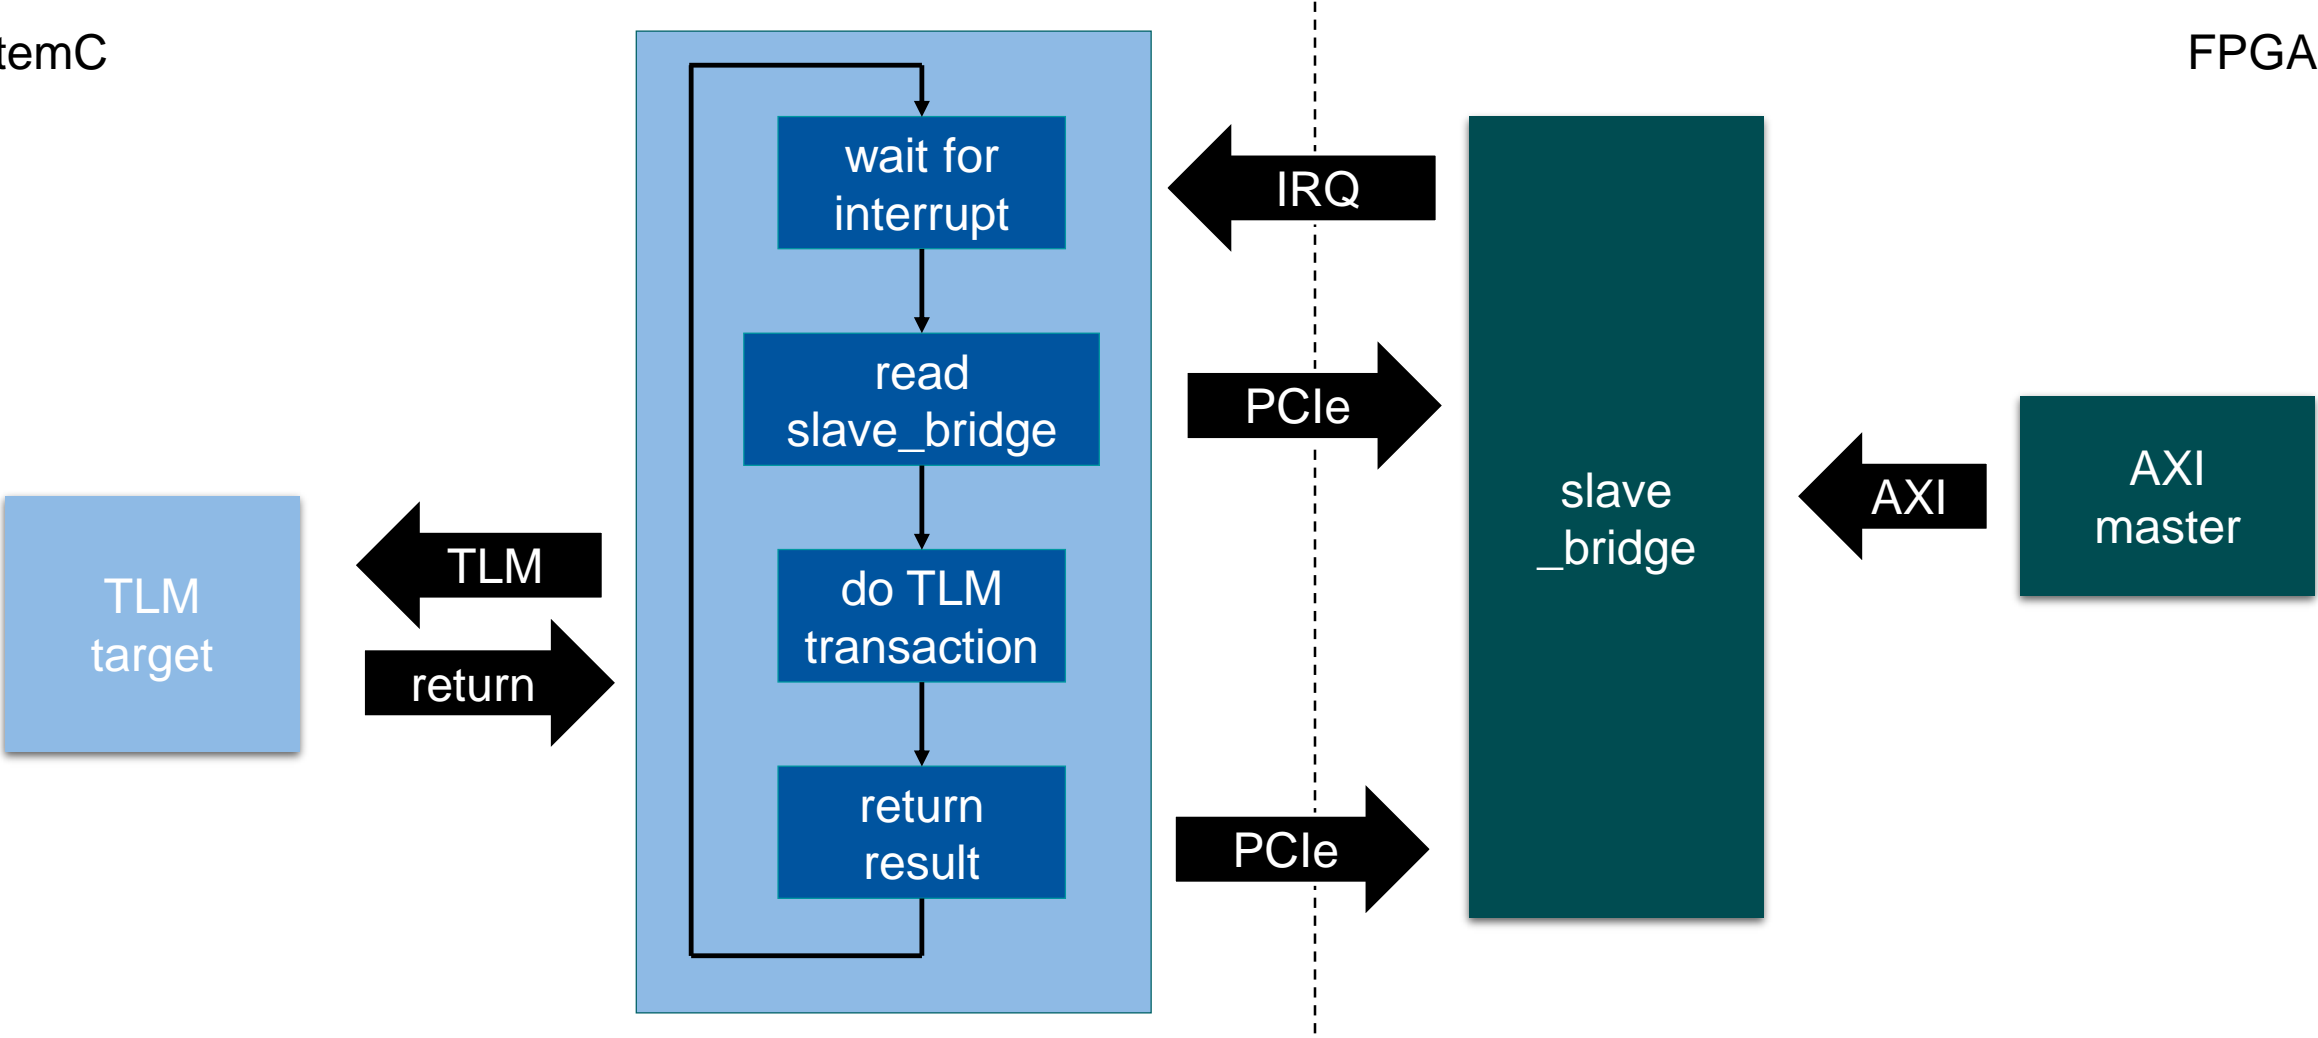 temC
FPGA
wait for
interrupt
IRQ
read
slave_bridge
PCIe
slave
_bridge
AXI
AXI
master
TLM
do TLM
transaction
TLM
target
return
return
result
PCIe